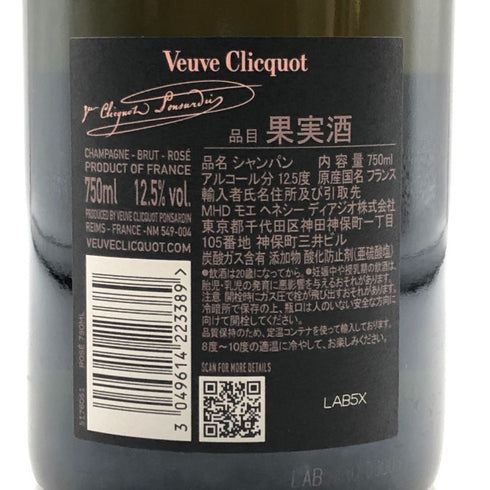 Veuve Clicquot
Vve Clicquot Ponsardin
品目 果実酒
CHAMPAGNE - BRUT - ROSÉ
PRODUCT OF FRANCE
750ml 12.5% vol.
PRODUCED BY VEUVE CLICQUOT PONSARDIN
REIMS - FRANCE - NM 549-004
VEUVECLICQUOT.COM
品名 シャンパン 内容量 750ml
アルコール分 12.5度 原産国名 フランス
輸入者氏名住所及び引取先
MHD モエ ヘネシー ディアジオ株式会社
東京都千代田区神田神保町一丁目
105番地 神保町三井ビル
炭酸ガス含有 添加物 酸化防止剤(亜硫酸塩)
●飲酒は20歳になってから。●妊娠中や授乳期の飲酒は、
胎児・乳児の発育に悪影響を与えるおそれがあります。
注意 開栓時にガス圧で栓が飛び出すおそれがあります。
冷暗所で保存の上、瓶口は人のいない安全な方向に
向けて開栓してください。
品質保持のため、定温コンテナを使って輸入しております。
8度〜10度の適温に冷やして、お楽しみください。
SCAN FOR MORE DETAILS
3 049614 223389 >
ROSÉ 750ML
LAB5X
LAB